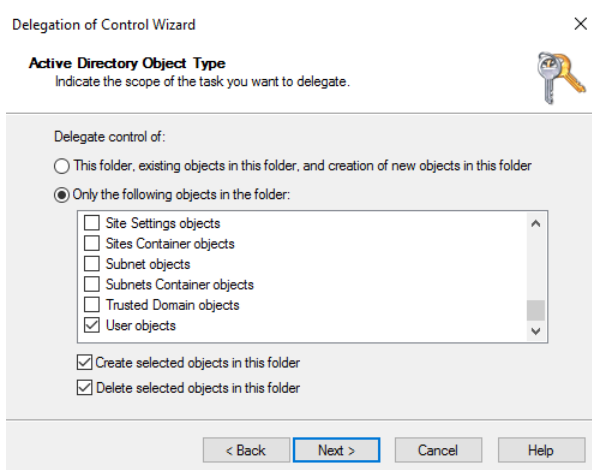 Delegation of Control Wizard
Active Directory Object Type
Indicate the scope of the task you want to delegate.
Delegate control of:
This folder, existing objects in this folder, and creation of new objects in this folder
Only the following objects in the folder:
Site Settings objects
Sites Container objects
Subnet objects
Subnets Container objects
Trusted Domain objects
User objects
Create selected objects in this folder
Delete selected objects in this folder
< Back Next > Cancel Help